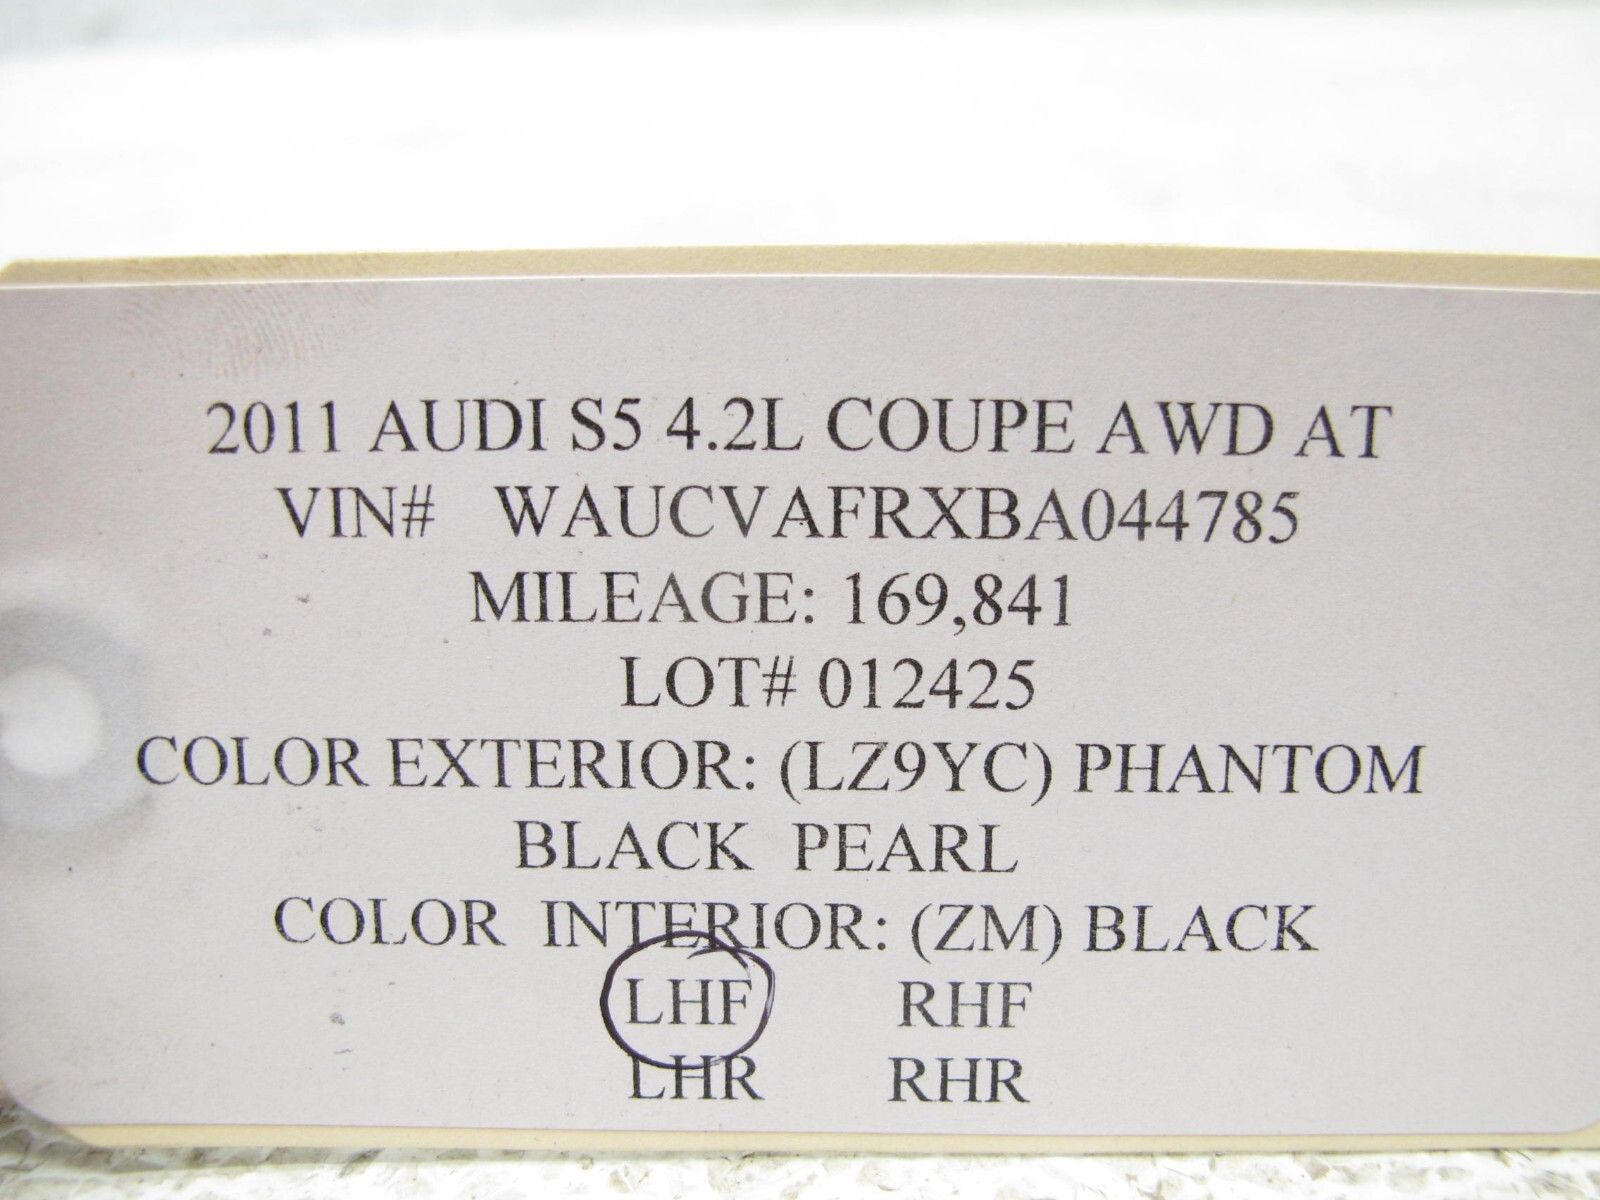 2011 AUDI S5 4.2L COUPE AWD AT
VIN# WAUCVAFRXBA044785
MILEAGE: 169,841
LOT# 012425
COLOR EXTERIOR: (LZ9YC) PHANTOM
BLACK PEARL
COLOR INTERIOR: (ZM) BLACK
LHF RHF
LHR RHR